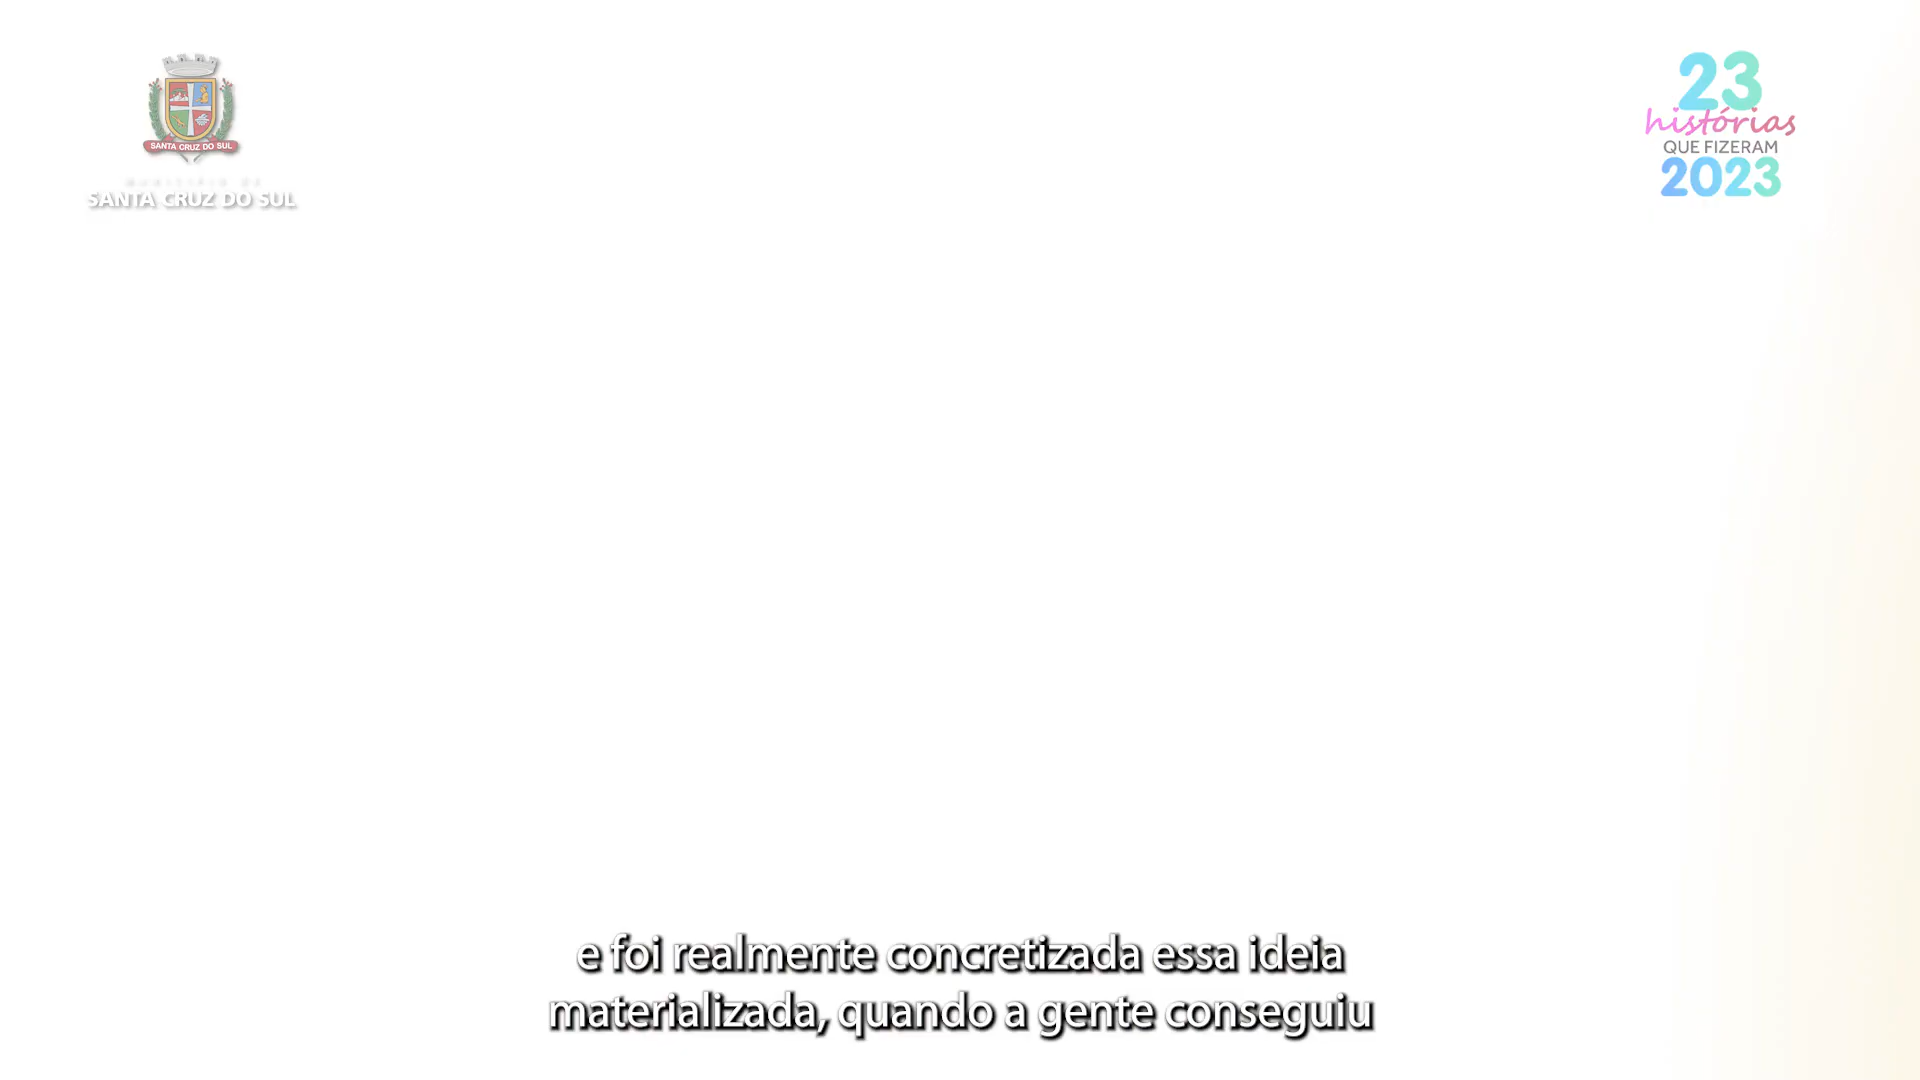 SANTA CRUZ DO SUL
SANTA CRUZ DO SUL
23
histórias
QUE FIZERAM
2023
e foi realmente concretizada essa ideia
materializada, quando a gente conseguiu